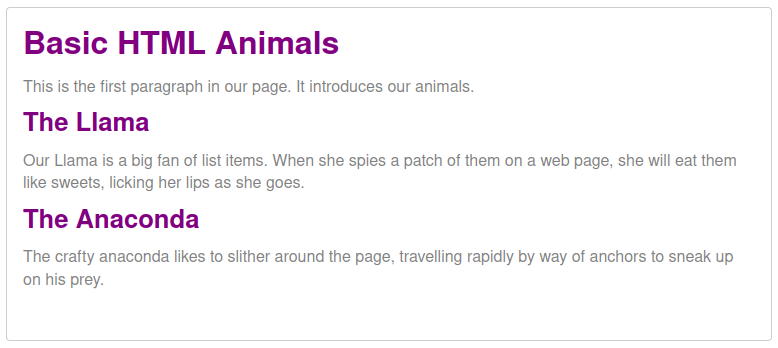 Basic HTML Animals
This is the first paragraph in our page. It introduces our animals.
The Llama
Our Llama is a big fan of list items. When she spies a patch of them on a web page, she will eat them
like sweets, licking her lips as she goes.
The Anaconda
The crafty anaconda likes to slither around the page, travelling rapidly by way of anchors to sneak up
on his prey.